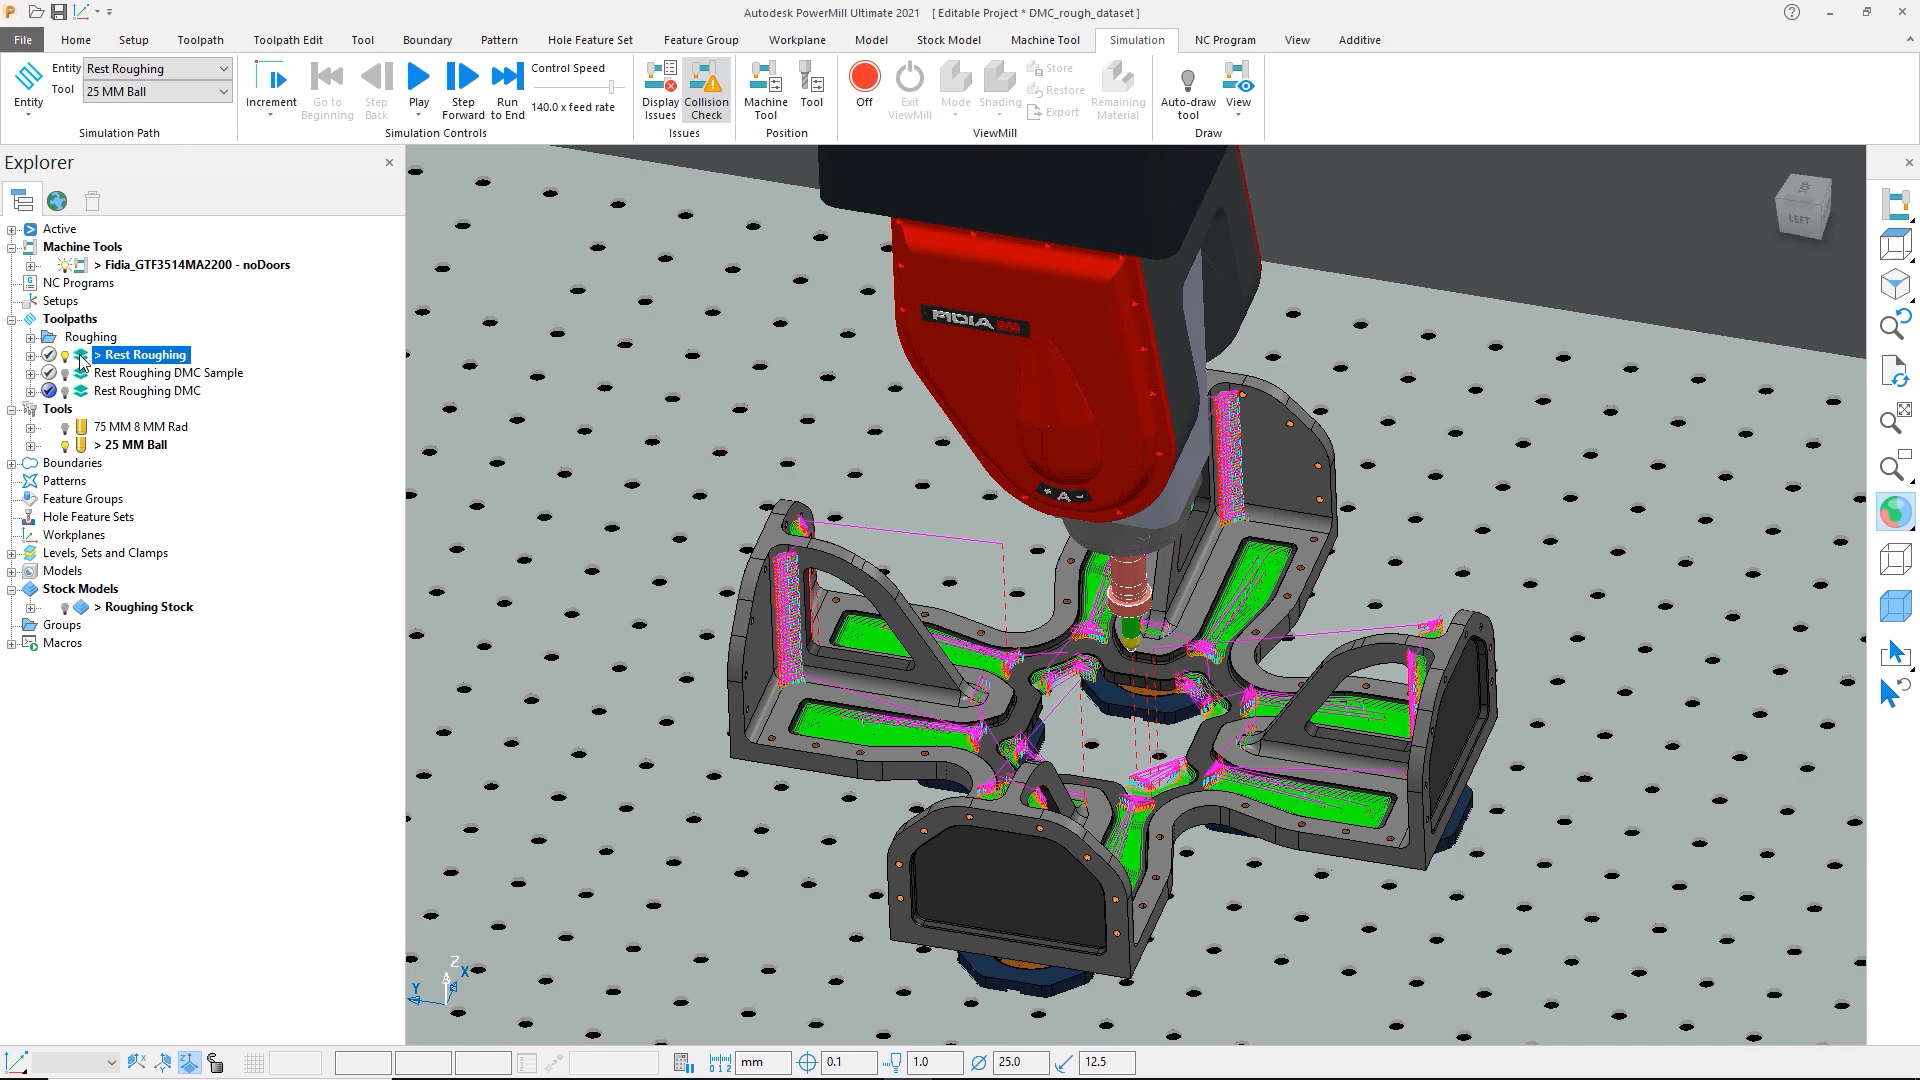 Autodesk PowerMill Ultimate 2021 [ Editable Project * DMC_rough_dataset ]
File Home Setup Toolpath Toolpath Edit Tool Boundary Pattern Hole Feature Set Feature Group Workplane Model Stock Model Machine Tool Simulation NC Program View Additive
Entity
Entity Rest Roughing
Tool 25 MM Ball
Simulation Path
Increment
Go to Beginning
Step Back
Play
Step Forward
Run to End
Control Speed
140.0 x feed rate
Simulation Controls
Display Issues
Collision Check
Issues
Machine Tool
Tool
Position
Off
Exit ViewMill
Mode
Shading
Store
Restore
Export
Remaining Material
ViewMill
Auto-draw tool
View
Draw
Explorer
Active
Machine Tools
> Fidia_GTF3514MA2200 - noDoors
NC Programs
Setups
Toolpaths
Roughing
> Rest Roughing
Rest Roughing DMC Sample
Rest Roughing DMC
Tools
75 MM 8 MM Rad
> 25 MM Ball
Boundaries
Patterns
Feature Groups
Hole Feature Sets
Workplanes
Levels, Sets and Clamps
Models
Stock Models
> Roughing Stock
Groups
Macros
FIDIA
+ A -
TOP
LEFT
Z
X
Y
mm 0.1 1.0 25.0 12.5